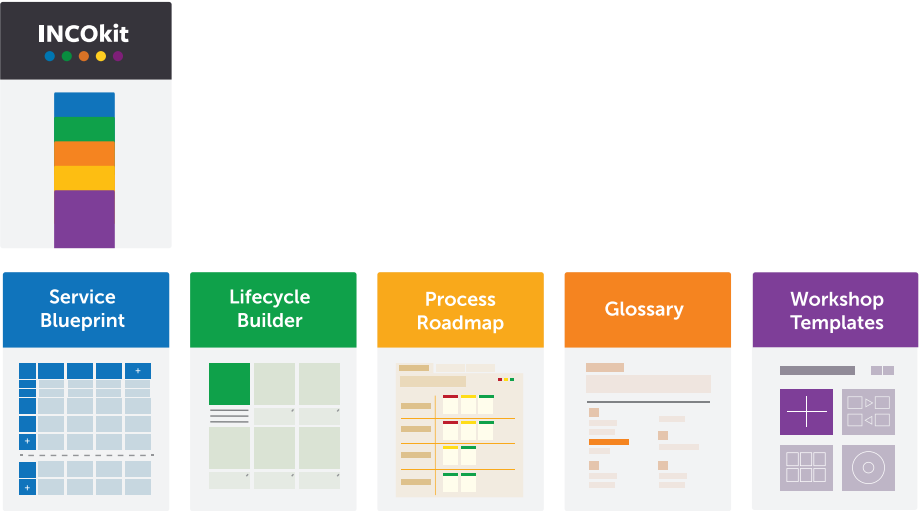 INCOkit
Service
Blueprint
Lifecycle
Builder
Process
Roadmap
Glossary
Workshop
Templates